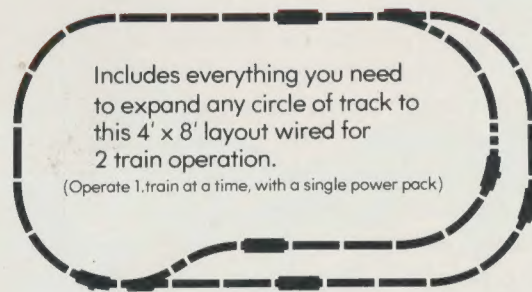 Includes everything you need
to expand any circle of track to
this 4' x 8' layout wired for
2 train operation.
(Operate 1.train at a time, with a single power pack)